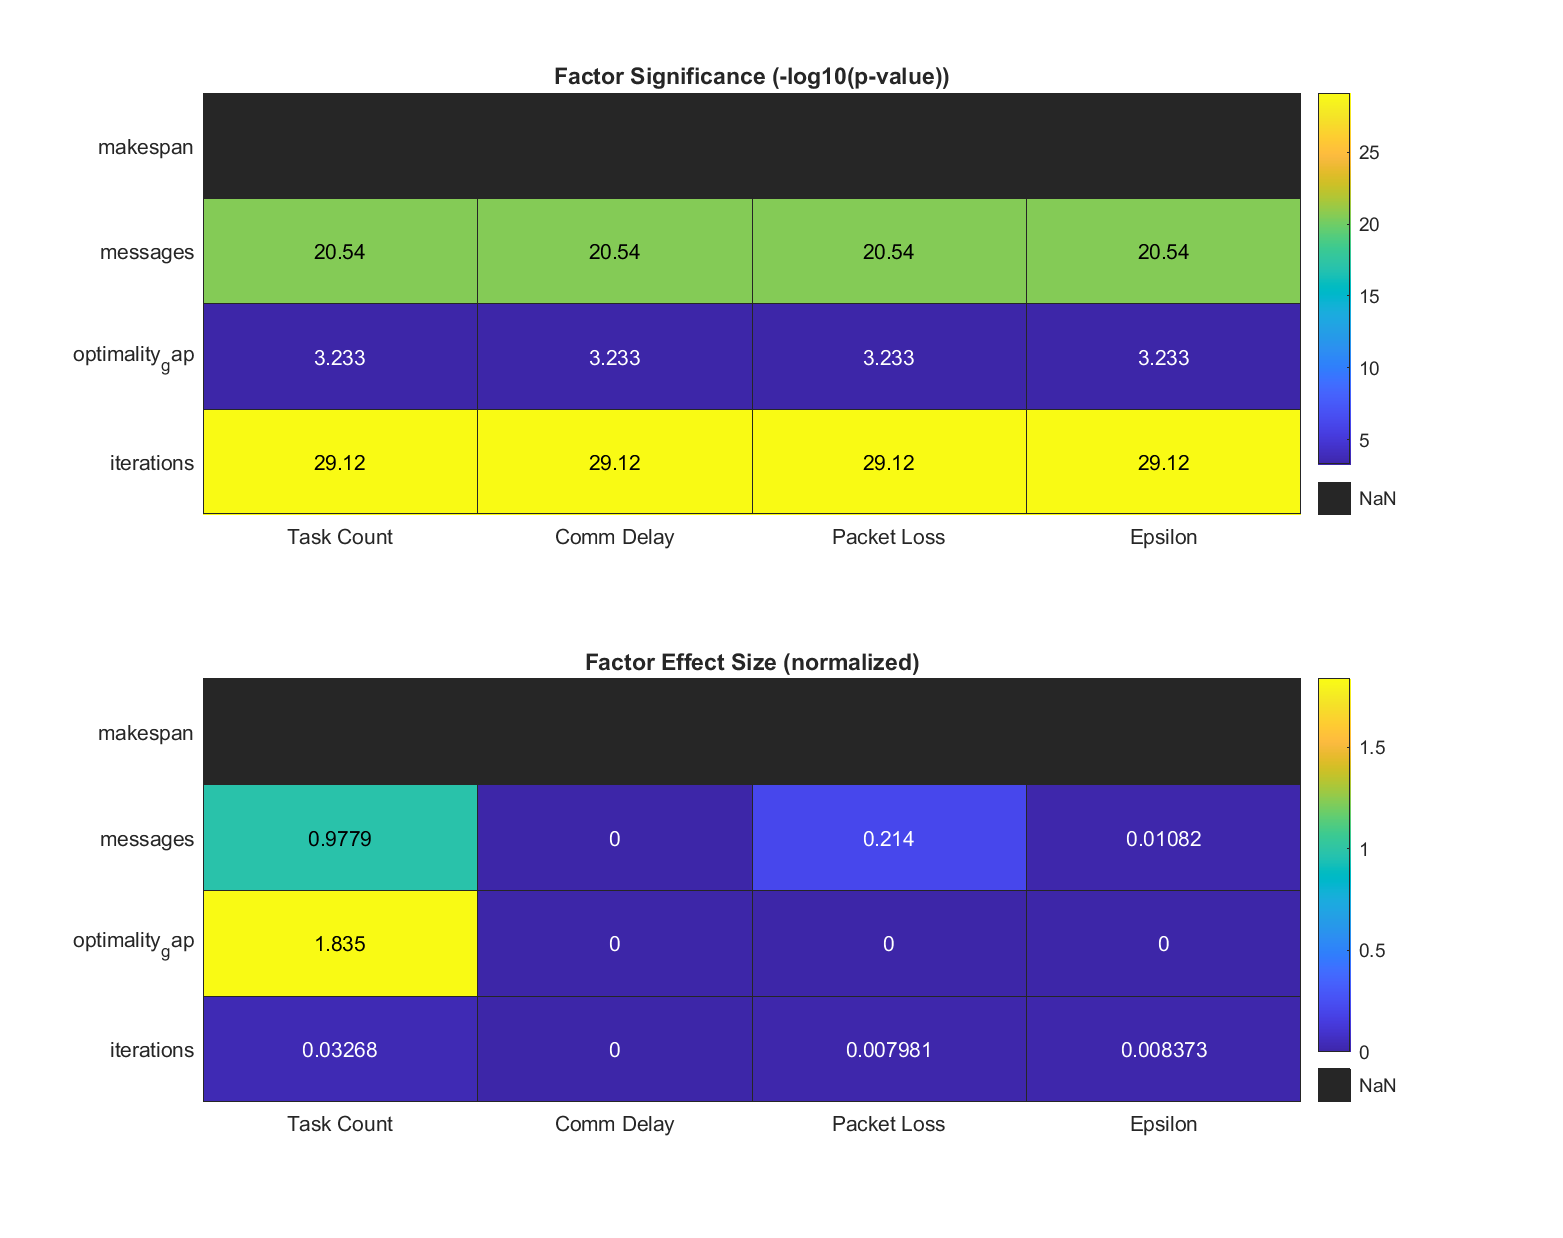 Factor Significance (-log10(p-value))
makespan
messages 20.54 20.54 20.54 20.54
optimality_gap 3.233 3.233 3.233 3.233
iterations 29.12 29.12 29.12 29.12
Task Count Comm Delay Packet Loss Epsilon
25
20
15
10
5
NaN
Factor Effect Size (normalized)
makespan
messages 0.9779 0 0.214 0.01082
optimality_gap 1.835 0 0 0
iterations 0.03268 0 0.007981 0.008373
Task Count Comm Delay Packet Loss Epsilon
1.5
1
0.5
0
NaN